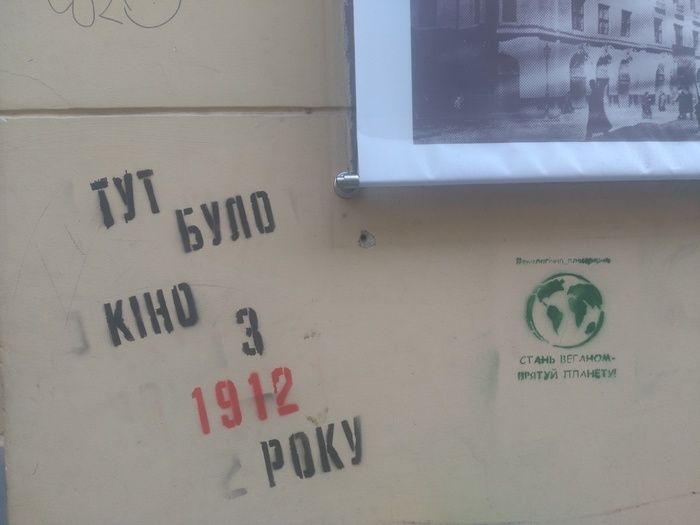 ТУТ
БУЛО
КІНО
З
1912
РОКУ
СТАНЬ ВЕГАНОМ-
ВРЯТУЙ ПЛАНЕТУ!